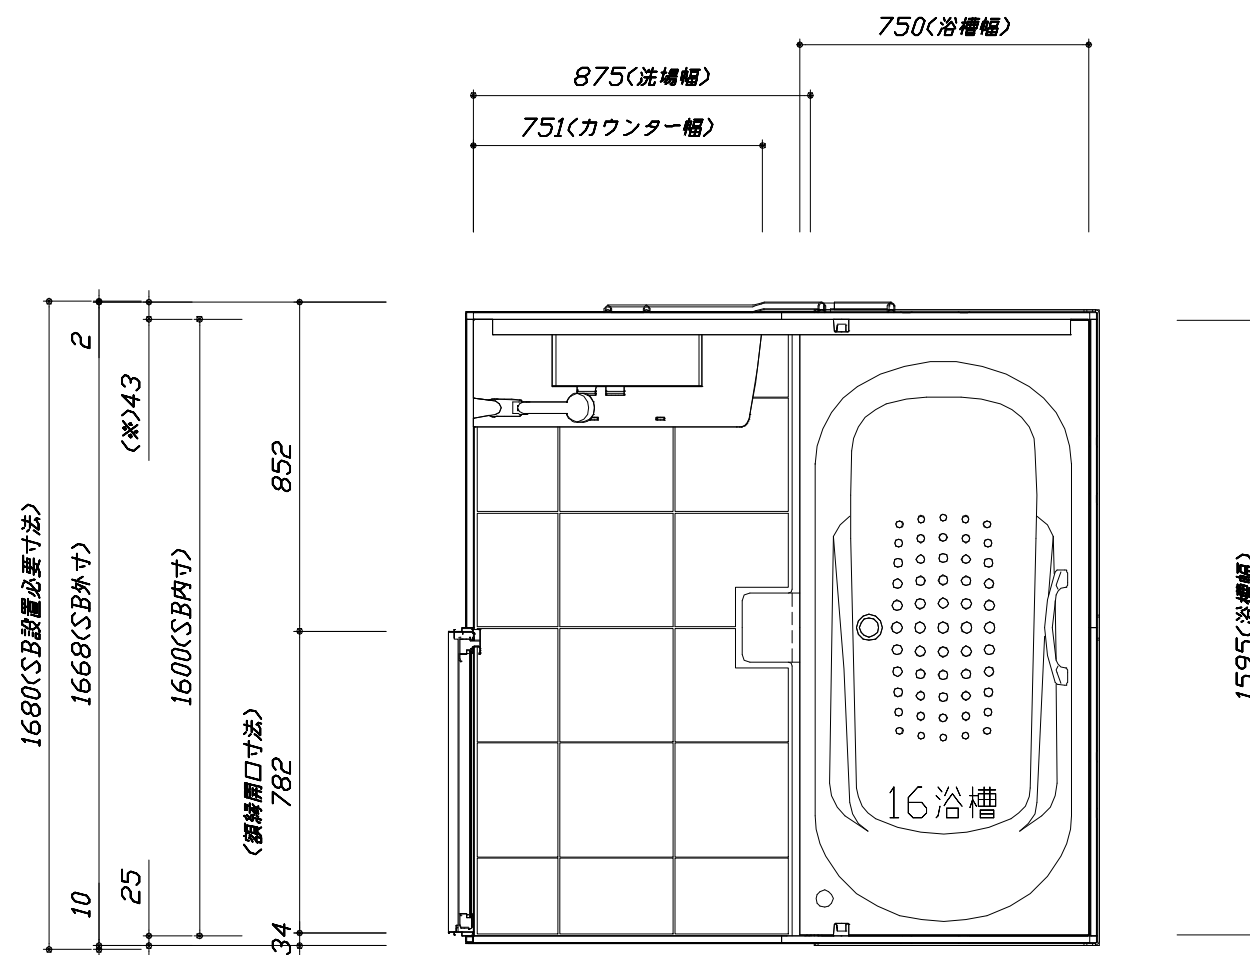 750(浴槽幅)
875(洗場幅)
751(カウンター幅)
1680(SB設置必要寸法)
2
1668(SB外寸)
10
(※)43
25
1600(SB内寸)
(額縁開口寸法)
852
782
34
16浴槽
1595(浴槽幅)